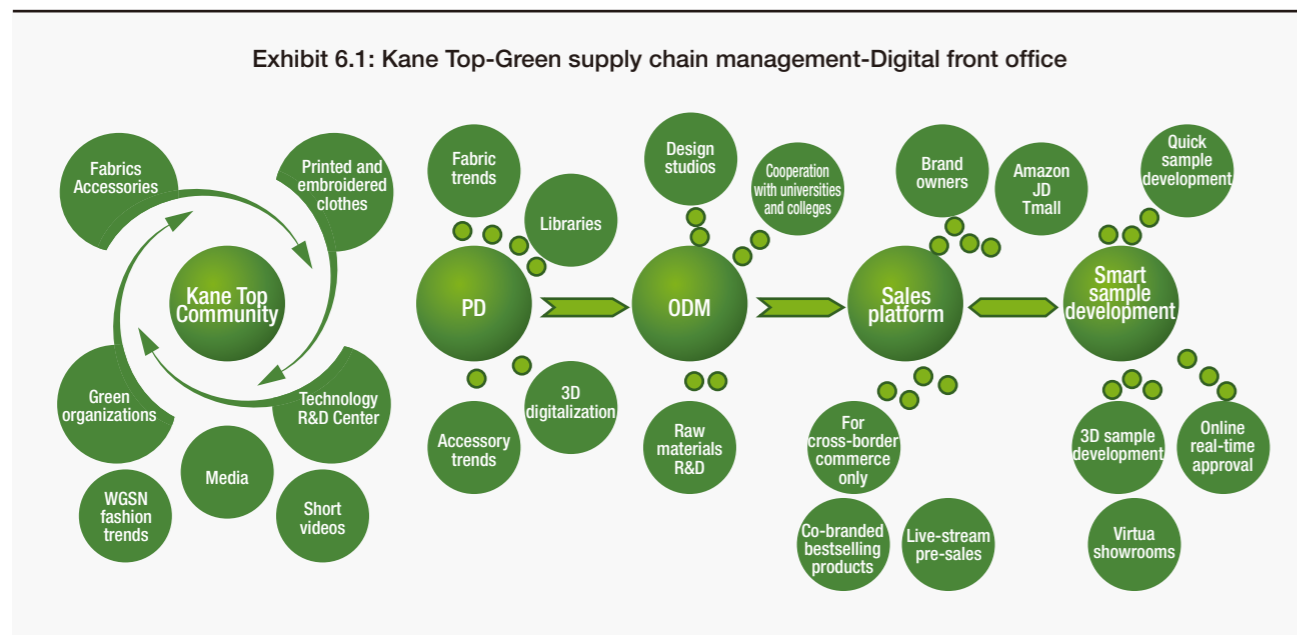 Exhibit 6.1: Kane Top-Green supply chain management-Digital front office
Fabrics
Accessories
Printed and
embroidered
clothes
Kane Top
Community
Green
organizations
Technology
R&D Center
Media
WGSN
fashion
trends
Short
videos
Fabric
trends
Libraries
PD
Accessory
trends
3D
digitalization
Design
studios
Cooperation
with universities
and colleges
ODM
Raw
materials
R&D
Brand
owners
Amazon
JD
Tmall
Sales
platform
For
cross-border
commerce
only
Co-branded
bestselling
products
Live-stream
pre-sales
Quick
sample
development
Smart
sample
development
3D sample
development
Online
real-time
approval
Virtua
showrooms